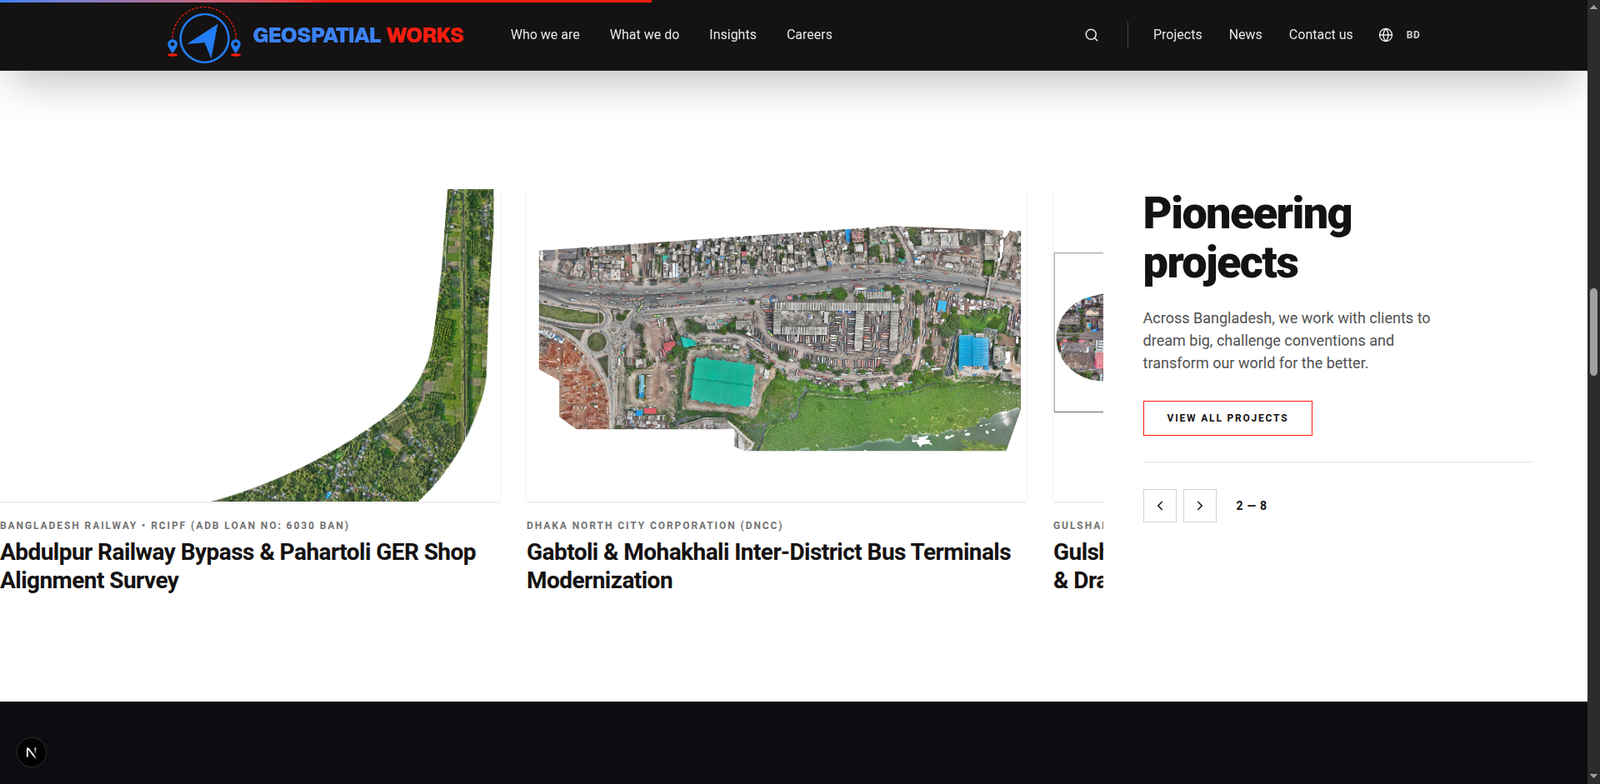 GEOSPATIAL WORKS
Who we are
What we do
Insights
Careers
Projects
News
Contact us
BD
BANGLADESH RAILWAY • RCIPF (ADB LOAN NO: 6030 BAN)
Abdulpur Railway Bypass & Pahartoli GER Shop
Alignment Survey
DHAKA NORTH CITY CORPORATION (DNCC)
Gabtoli & Mohakhali Inter-District Bus Terminals
Modernization
GULSHA
Gulsh
& Dra
Pioneering
projects
Across Bangladesh, we work with clients to
dream big, challenge conventions and
transform our world for the better.
VIEW ALL PROJECTS
2 — 8
N